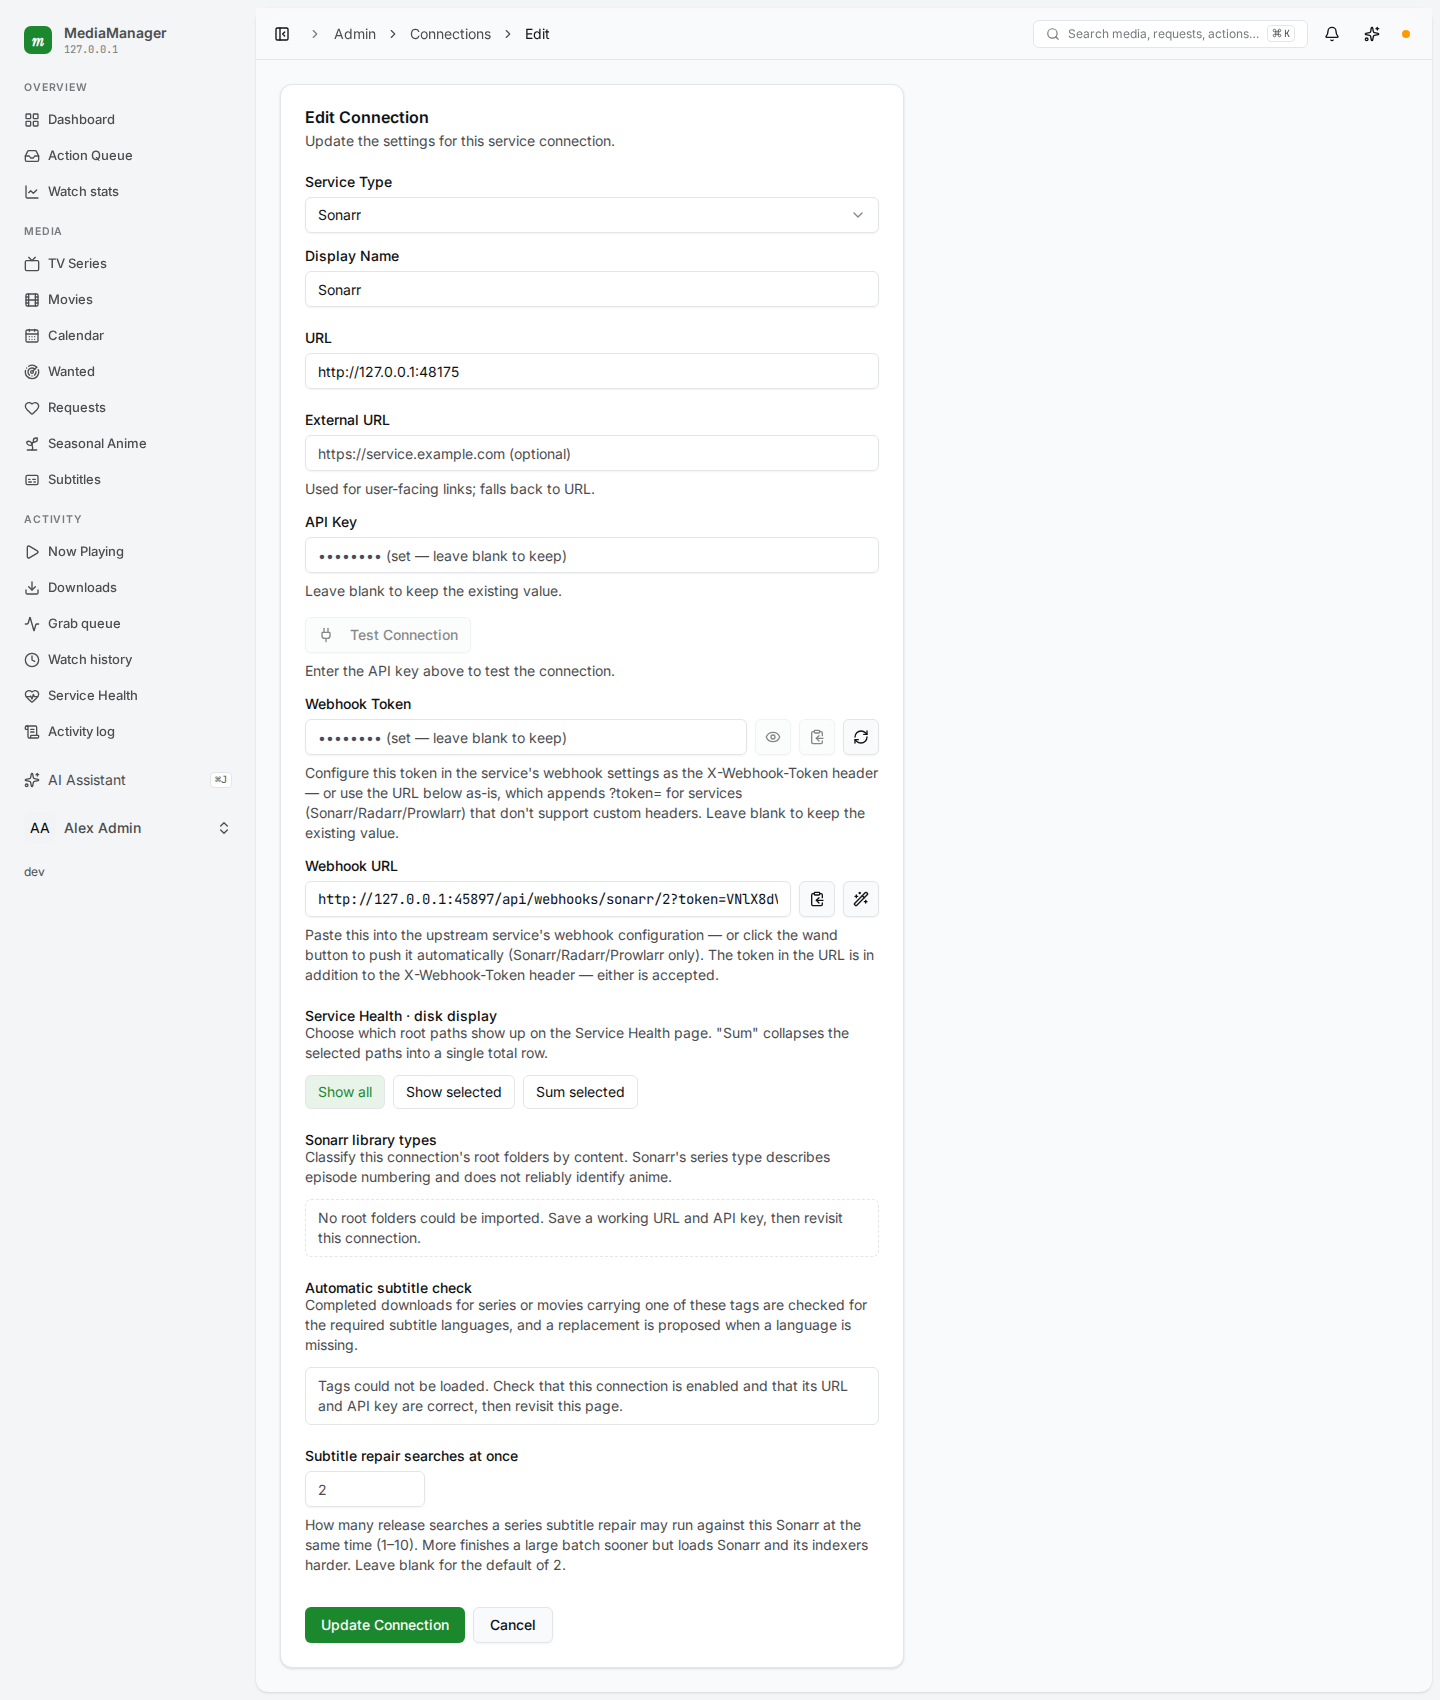 MediaManager
127.0.0.1
OVERVIEW
Dashboard
Action Queue
Watch stats
MEDIA
TV Series
Movies
Calendar
Wanted
Requests
Seasonal Anime
Subtitles
ACTIVITY
Now Playing
Downloads
Grab queue
Watch history
Service Health
Activity log
AI Assistant
⌘J
AA Alex Admin
dev
Admin
Connections
Edit
Search media, requests, actions...
⌘K
Edit Connection
Update the settings for this service connection.
Service Type
Sonarr
Display Name
Sonarr
URL
http://127.0.0.1:48175
External URL
https://service.example.com (optional)
Used for user-facing links; falls back to URL.
API Key
•••••••• (set — leave blank to keep)
Leave blank to keep the existing value.
Test Connection
Enter the API key above to test the connection.
Webhook Token
•••••••• (set — leave blank to keep)
Configure this token in the service's webhook settings as the X-Webhook-Token header
— or use the URL below as-is, which appends ?token= for services
(Sonarr/Radarr/Prowlarr) that don't support custom headers. Leave blank to keep the
existing value.
Webhook URL
http://127.0.0.1:45897/api/webhooks/sonarr/2?token=VNlX8d
Paste this into the upstream service's webhook configuration — or click the wand
button to push it automatically (Sonarr/Radarr/Prowlarr only). The token in the URL is in
addition to the X-Webhook-Token header — either is accepted.
Service Health · disk display
Choose which root paths show up on the Service Health page. "Sum" collapses the
selected paths into a single total row.
Show all
Show selected
Sum selected
Sonarr library types
Classify this connection's root folders by content. Sonarr's series type describes
episode numbering and does not reliably identify anime.
No root folders could be imported. Save a working URL and API key, then revisit
this connection.
Automatic subtitle check
Completed downloads for series or movies carrying one of these tags are checked for
the required subtitle languages, and a replacement is proposed when a language is
missing.
Tags could not be loaded. Check that this connection is enabled and that its URL
and API key are correct, then revisit this page.
Subtitle repair searches at once
2
How many release searches a series subtitle repair may run against this Sonarr at the
same time (1–10). More finishes a large batch sooner but loads Sonarr and its indexers
harder. Leave blank for the default of 2.
Update Connection
Cancel